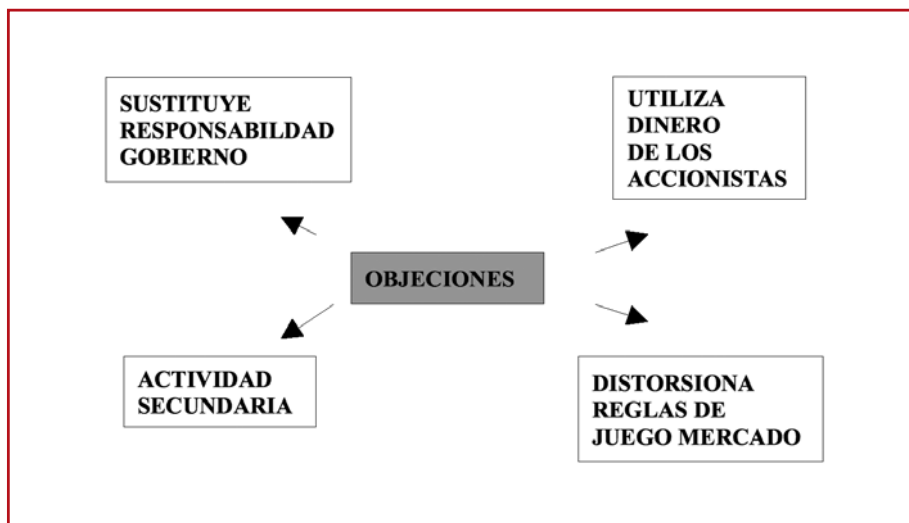 SUSTITUYE
RESPONSABILDAD
GOBIERNO
UTILIZA
DINERO
DE LOS
ACCIONISTAS
OBJECIONES
ACTIVIDAD
SECUNDARIA
DISTORSIONA
REGLAS DE
JUEGO MERCADO